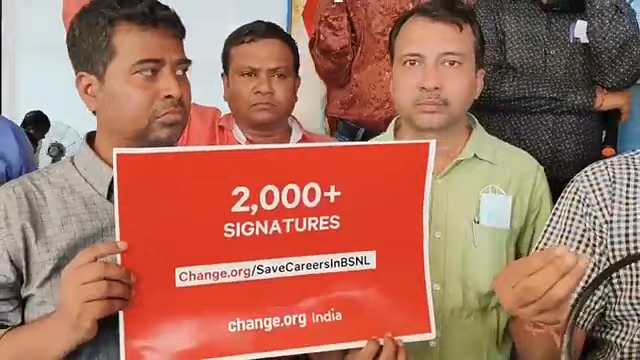 2,000+
SIGNATURES
Change.org/SaveCareersInBSNL
change.org India